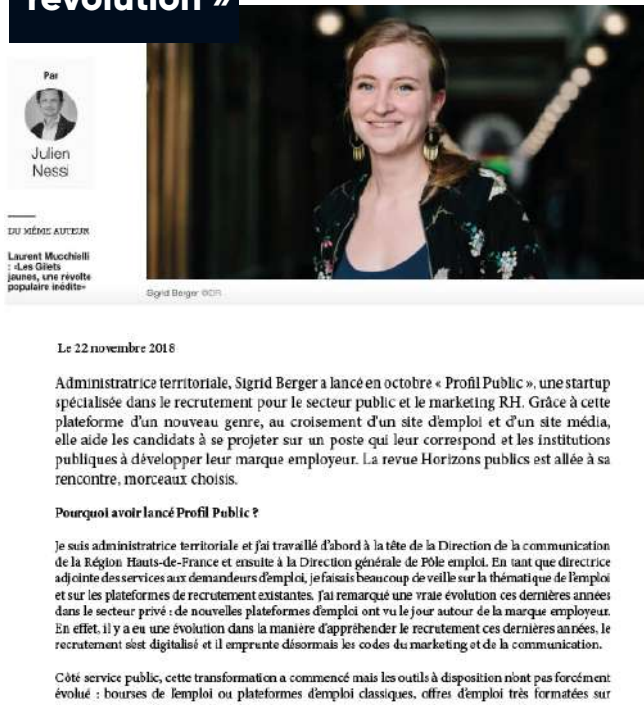 révolution »
Par
Julien
Nessi
DU MÊME AUTEUR
Laurent Mucchielli
: «Les Gilets
jaunes, une révolte
populaire inédite»
Sigrid Berger ©DR
Le 22 novembre 2018
Administratrice territoriale, Sigrid Berger a lancé en octobre « Profil Public », une startup
spécialisée dans le recrutement pour le secteur public et le marketing RH. Grâce à cette
plateforme d'un nouveau genre, au croisement d'un site d'emploi et d'un site média,
elle aide les candidats à se projeter sur un poste qui leur correspond et les institutions
publiques à développer leur marque employeur. La revue Horizons publics est allée à sa
rencontre, morceaux choisis.
Pourquoi avoir lancé Profil Public ?
Je suis administratrice territoriale et j'ai travaillé d'abord à la tête de la Direction de la communication
de la Région Hauts-de-France et ensuite à la Direction générale de Pôle emploi. En tant que directrice
adjointe des services aux demandeurs d'emploi, je faisais beaucoup de veille sur la thématique de l'emploi
et sur les plateformes de recrutement existantes. J'ai remarqué une vraie évolution ces dernières années
dans le secteur privé : de nouvelles plateformes d'emploi ont vu le jour autour de la marque employeur.
En effet, il y a eu une évolution dans la manière d'appréhender le recrutement ces dernières années, le
recrutement s'est digitalisé et il emprunte désormais les codes du marketing et de la communication.
Côté service public, cette transformation a commencé mais les outils à disposition n'ont pas forcément
évolué : bourses de l'emploi ou plateformes d'emploi classiques, offres d'emploi très formatées sur